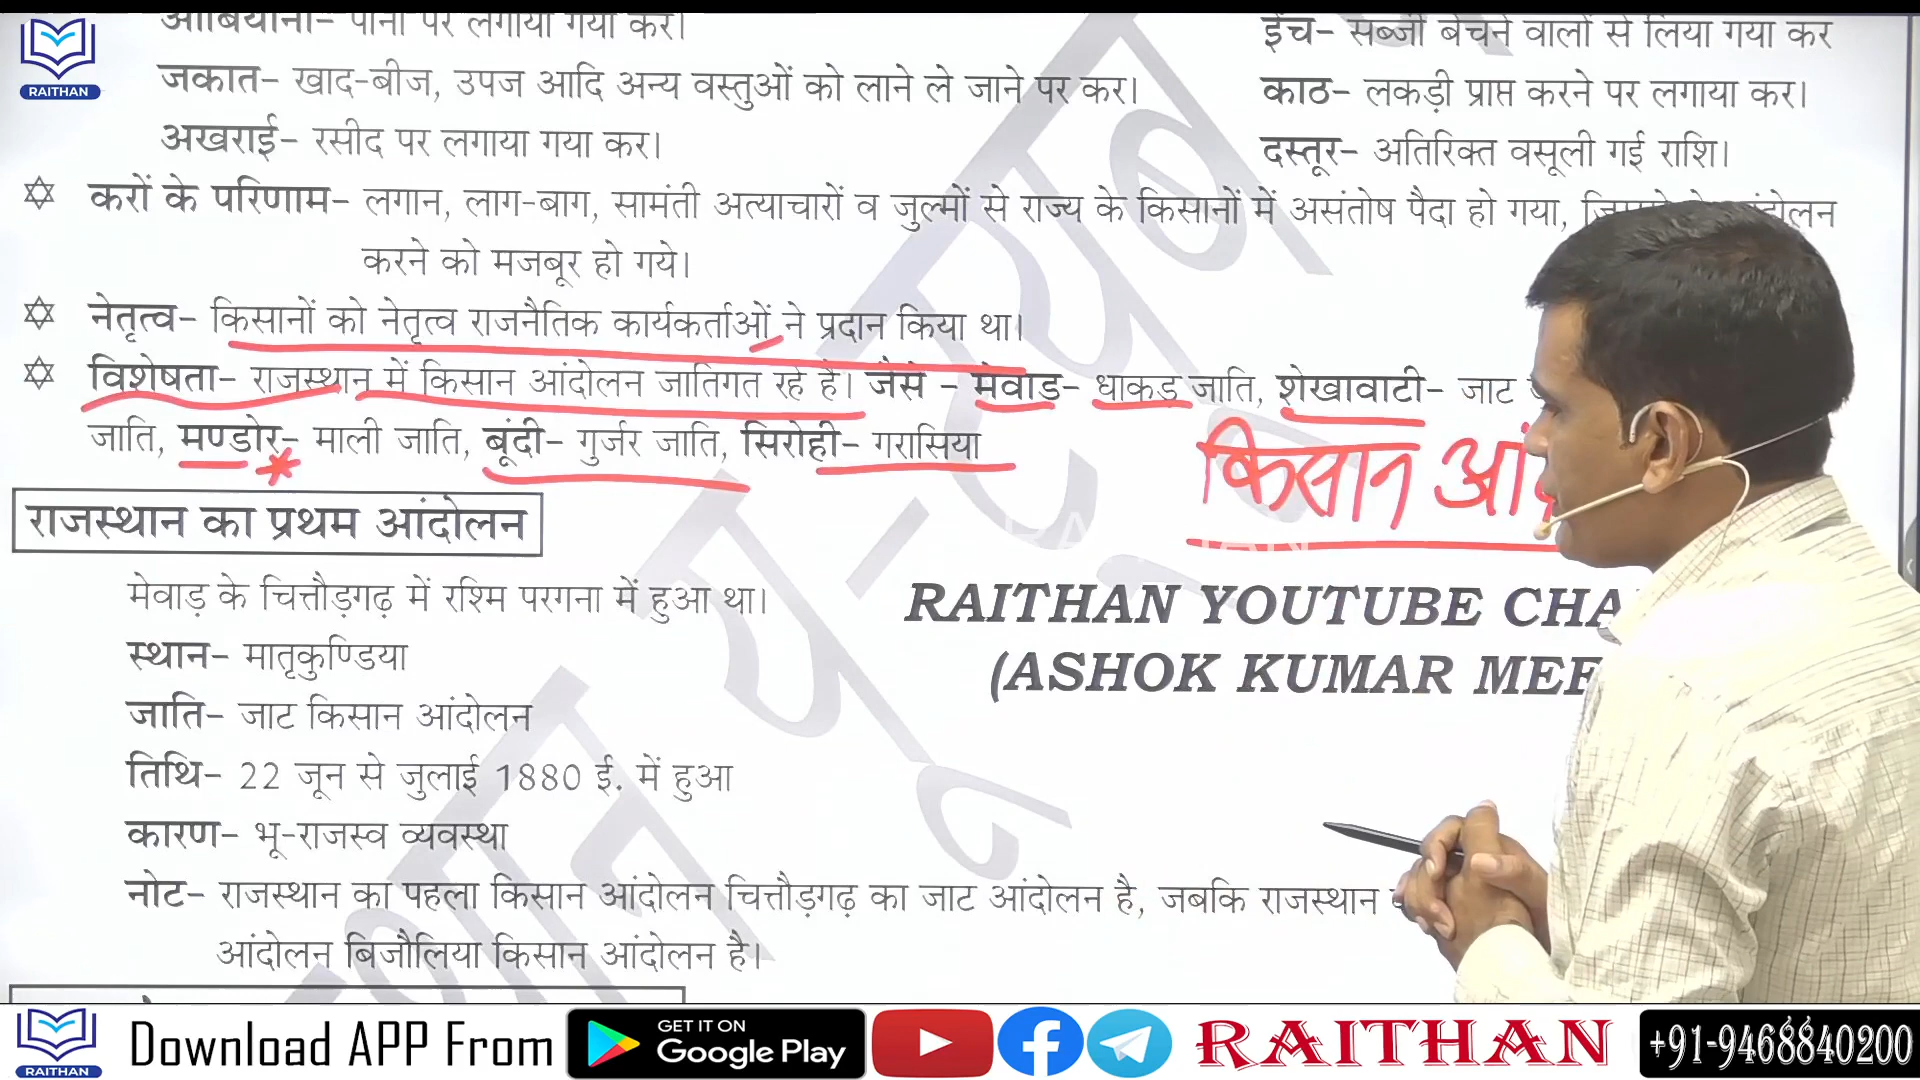 RAITHAN
आबियाना– पानी पर लगाया गया कर।
ईंच– सब्जी बेचने वालों से लिया गया कर
जकात– खाद-बीज, उपज आदि अन्य वस्तुओं को लाने ले जाने पर कर।
काठ– लकड़ी प्राप्त करने पर लगाया कर।
अखराई– रसीद पर लगाया गया कर।
दस्तूर– अतिरिक्त वसूली गई राशि।
करों के परिणाम– लगान, लाग-बाग, सामंती अत्याचारों व जुल्मों से राज्य के किसानों में असंतोष पैदा हो गया,
करने को मजबूर हो गये।
नेतृत्व– किसानों को नेतृत्व राजनैतिक कार्यकर्ताओं ने प्रदान किया था।
विशेषता– राजस्थान में किसान आंदोलन जातिगत रहे है। जैसे – मेवाड– धाकड जाति, शेखावाटी– जाट
जाति, मण्डोर– माली जाति, बूंदी– गुर्जर जाति, सिरोही– गरासिया
किसान
राजस्थान का प्रथम आंदोलन
मेवाड़ के चित्तौड़गढ़ में रश्मि परगना में हुआ था।
RAITHAN YOUTUBE
स्थान– मातृकुण्डिया
(ASHOK KUMAR
जाति– जाट किसान आंदोलन
तिथि– 22 जून से जुलाई 1880 ई. में हुआ
कारण– भू-राजस्व व्यवस्था
नोट– राजस्थान का पहला किसान आंदोलन चित्तौड़गढ़ का जाट आंदोलन है, जबकि राजस्थान
आंदोलन बिजौलिया किसान आंदोलन है।
RAITHAN
Download APP From
GET IT ON
Google Play
RAITHAN
+91-9468840200